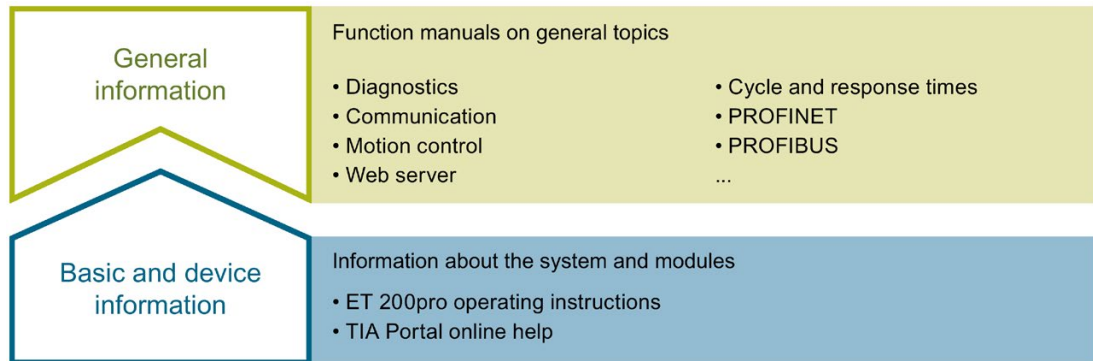 General
information
Function manuals on general topics
• Diagnostics
• Communication
• Motion control
• Web server
• Cycle and response times
• PROFINET
• PROFIBUS
...
Basic and device
information
Information about the system and modules
• ET 200pro operating instructions
• TIA Portal online help